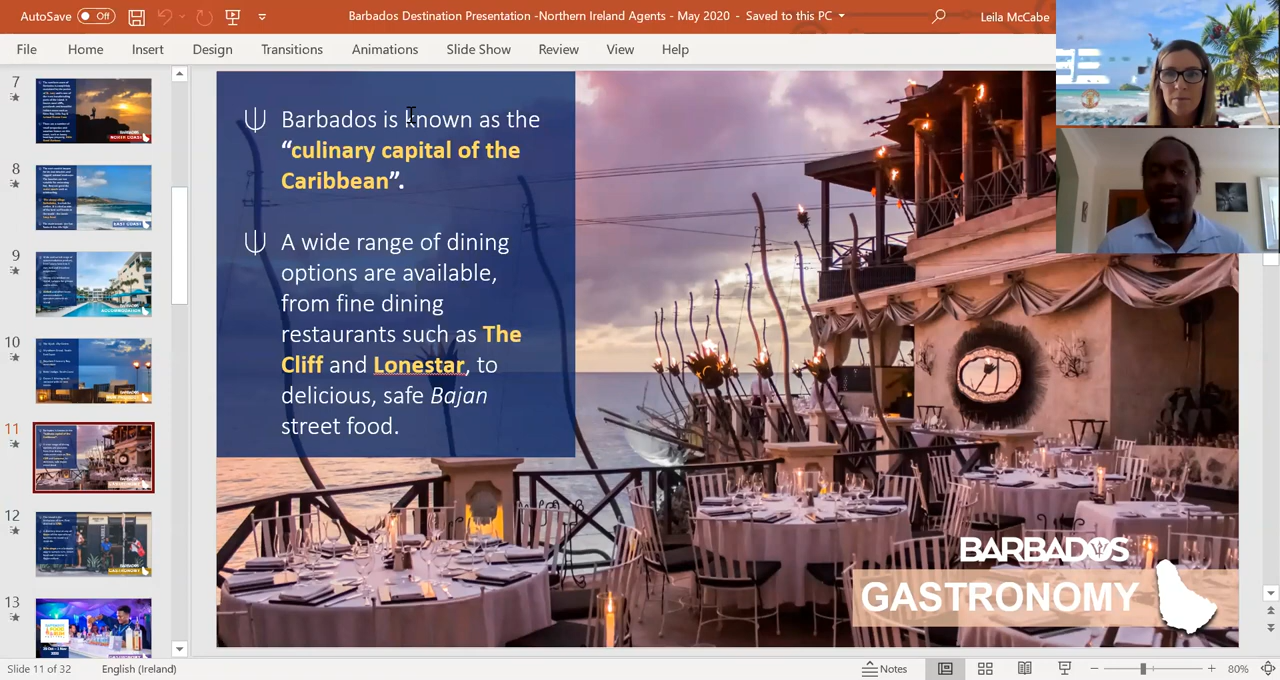 AutoSave Off
Barbados Destination Presentation -Northern Ireland Agents - May 2020 - Saved to this PC
Leila McCabe
File Home Insert Design Transitions Animations Slide Show Review View Help
7
8
9
10
11
12
13
Barbados is known as the
“culinary capital of the
Caribbean”.
A wide range of dining
options are available,
from fine dining
restaurants such as The
Cliff and Lonestar, to
delicious, safe Bajan
street food.
BARBADOS
GASTRONOMY
Slide 11 of 32 English (Ireland)
Notes
80%